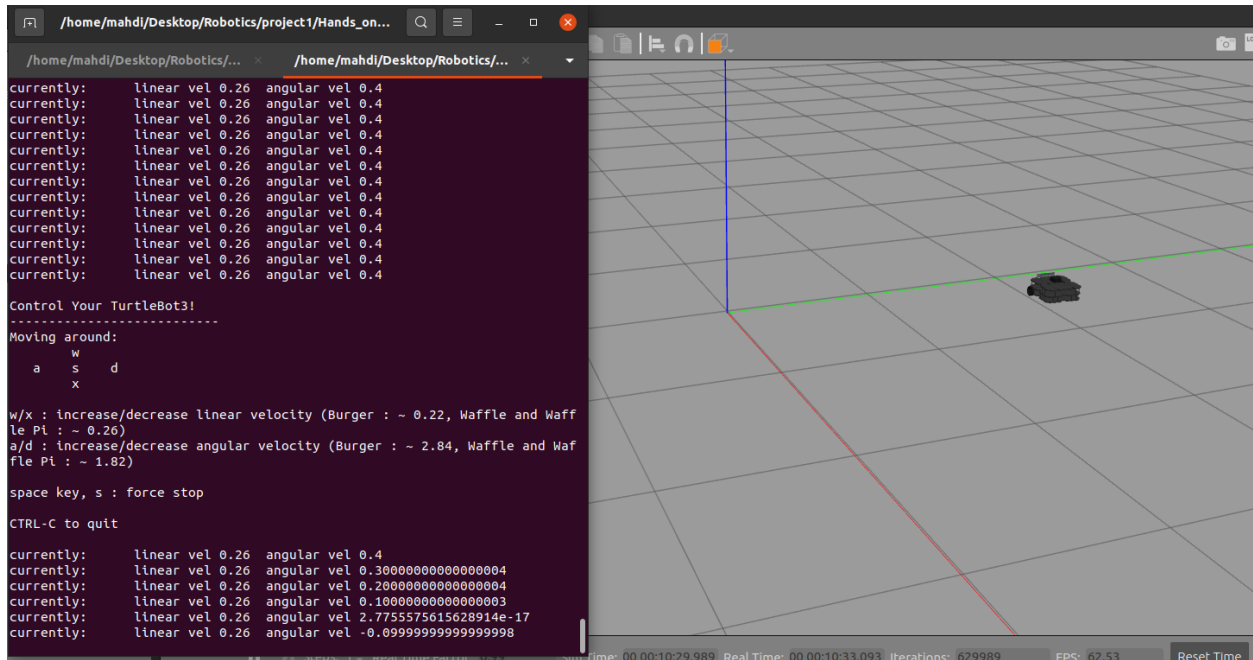 /home/mahdi/Desktop/Robotics/project1/Hands_on...
/home/mahdi/Desktop/Robotics/... × /home/mahdi/Desktop/Robotics/... ×
currently: linear vel 0.26 angular vel 0.4
currently: linear vel 0.26 angular vel 0.4
currently: linear vel 0.26 angular vel 0.4
currently: linear vel 0.26 angular vel 0.4
currently: linear vel 0.26 angular vel 0.4
currently: linear vel 0.26 angular vel 0.4
currently: linear vel 0.26 angular vel 0.4
currently: linear vel 0.26 angular vel 0.4
currently: linear vel 0.26 angular vel 0.4
currently: linear vel 0.26 angular vel 0.4
currently: linear vel 0.26 angular vel 0.4
currently: linear vel 0.26 angular vel 0.4
currently: linear vel 0.26 angular vel 0.4
Control Your TurtleBot3!
---------------------------
Moving around:
w
a s d
x
w/x : increase/decrease linear velocity (Burger : ~ 0.22, Waffle and Waff
le Pi : ~ 0.26)
a/d : increase/decrease angular velocity (Burger : ~ 2.84, Waffle and Waf
fle Pi : ~ 1.82)
space key, s : force stop
CTRL-C to quit
currently: linear vel 0.26 angular vel 0.4
currently: linear vel 0.26 angular vel 0.30000000000000004
currently: linear vel 0.26 angular vel 0.20000000000000004
currently: linear vel 0.26 angular vel 0.10000000000000003
currently: linear vel 0.26 angular vel 2.7755575615628914e-17
currently: linear vel 0.26 angular vel -0.09999999999999998
Time: 00 00:10:29.989 Real Time: 00 00:10:33.093 Iterations: 629989 FPS: 62.53 Reset Time